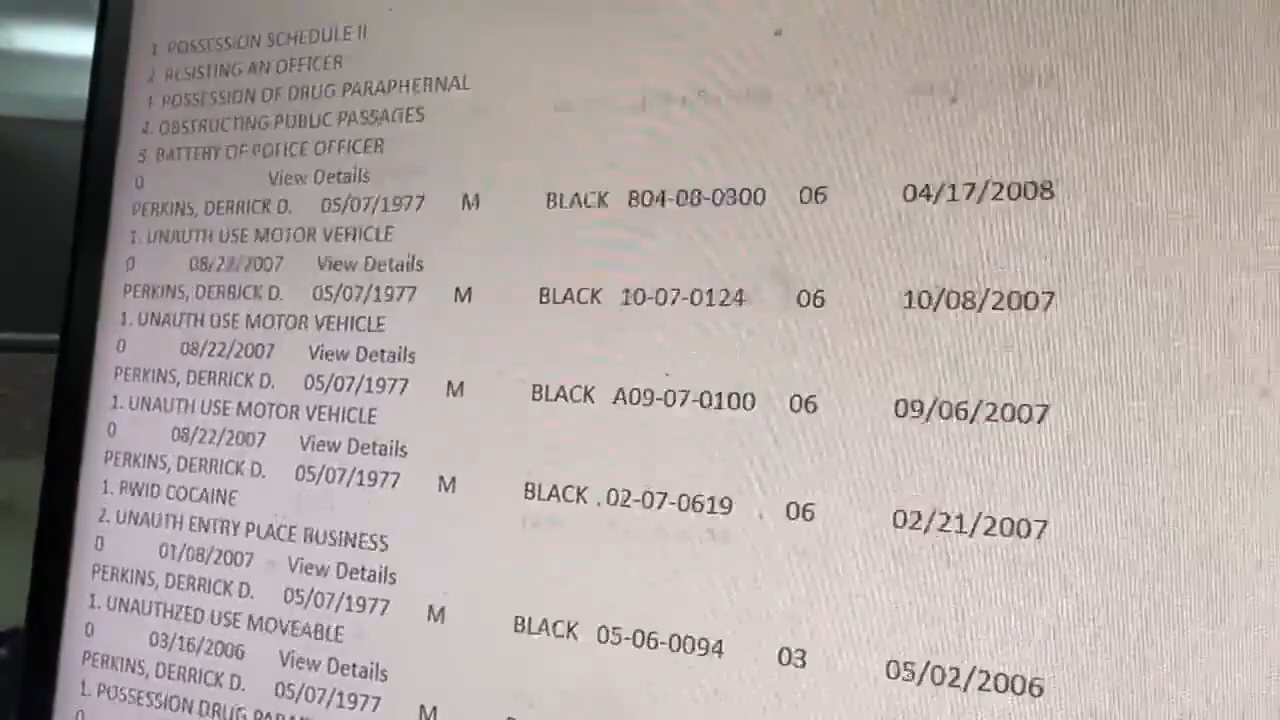 1. POSSESSION SCHEDULE II
2. RESISTING AN OFFICER
3. POSSESSION OF DRUG PARAPHERNAL
4. OBSTRUCTING PUBLIC PASSAGES
5. BATTERY OF POLICE OFFICER
0 View Details
PERKINS, DERRICK D. 05/07/1977 M BLACK B04-08-0300 06 04/17/2008
1. UNAUTH USE MOTOR VEHICLE
0 08/22/2007 View Details
PERKINS, DERRICK D. 05/07/1977 M BLACK 10-07-0124 06 10/08/2007
1. UNAUTH USE MOTOR VEHICLE
0 08/22/2007 View Details
PERKINS, DERRICK D. 05/07/1977 M BLACK A09-07-0100 06 09/06/2007
1. UNAUTH USE MOTOR VEHICLE
0 08/22/2007 View Details
PERKINS, DERRICK D. 05/07/1977 M BLACK 02-07-0619 06 02/21/2007
1. PWID COCAINE
2. UNAUTH ENTRY PLACE BUSINESS
0 01/08/2007 View Details
PERKINS, DERRICK D. 05/07/1977 M BLACK 05-06-0094 03 05/02/2006
1. UNAUTHZED USE MOVEABLE
0 03/16/2006 View Details
PERKINS, DERRICK D. 05/07/1977 M
1. POSSESSION DRUG
0